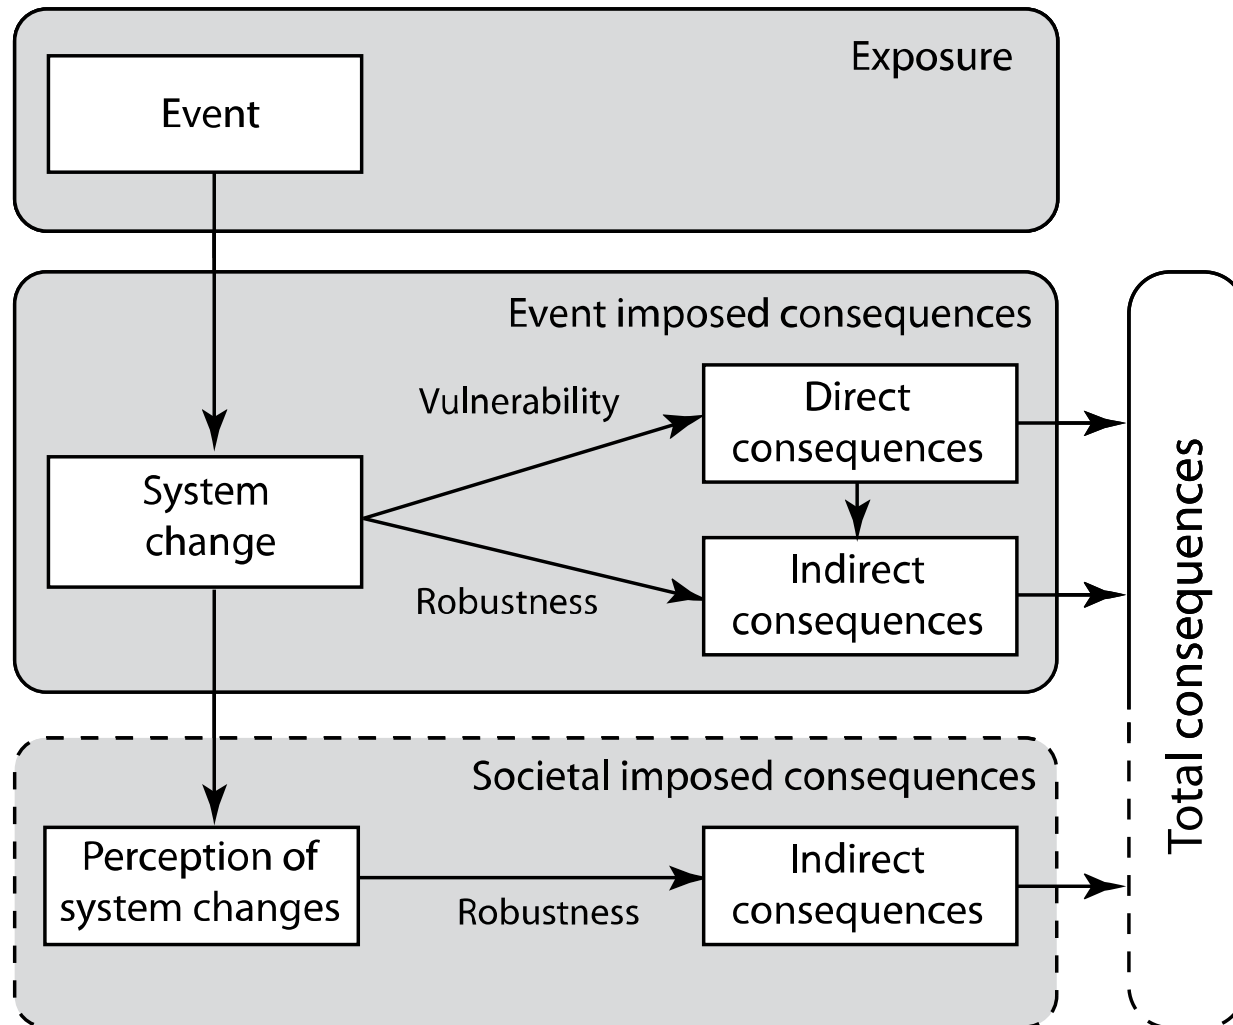 Exposure
Event
Event imposed consequences
Vulnerability
Direct
consequences
System
change
Robustness
Indirect
consequences
Total consequences
Societal imposed consequences
Perception of
system changes
Robustness
Indirect
consequences